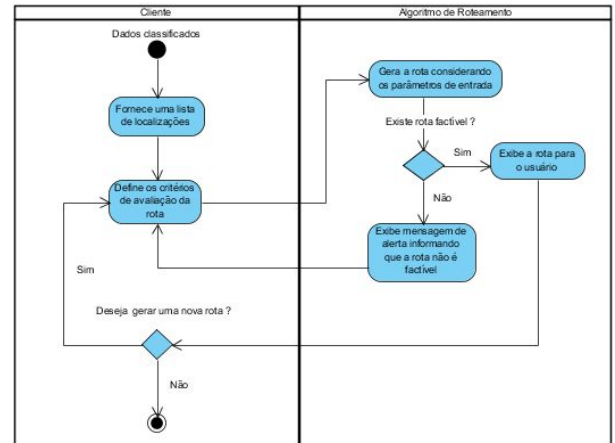 Cliente
Algoritmo de Roteamento
Dados classificados
Fornece uma lista
de localizações
Define os critérios
de avaliação da
rota
Sim
Deseja gerar uma nova rota ?
Não
Gera a rota considerando
os parâmetros de entrada
Existe rota factível ?
Sim
Exibe a rota para
o usuário
Não
Exibe mensagem de
alerta informando
que a rota não é
factível